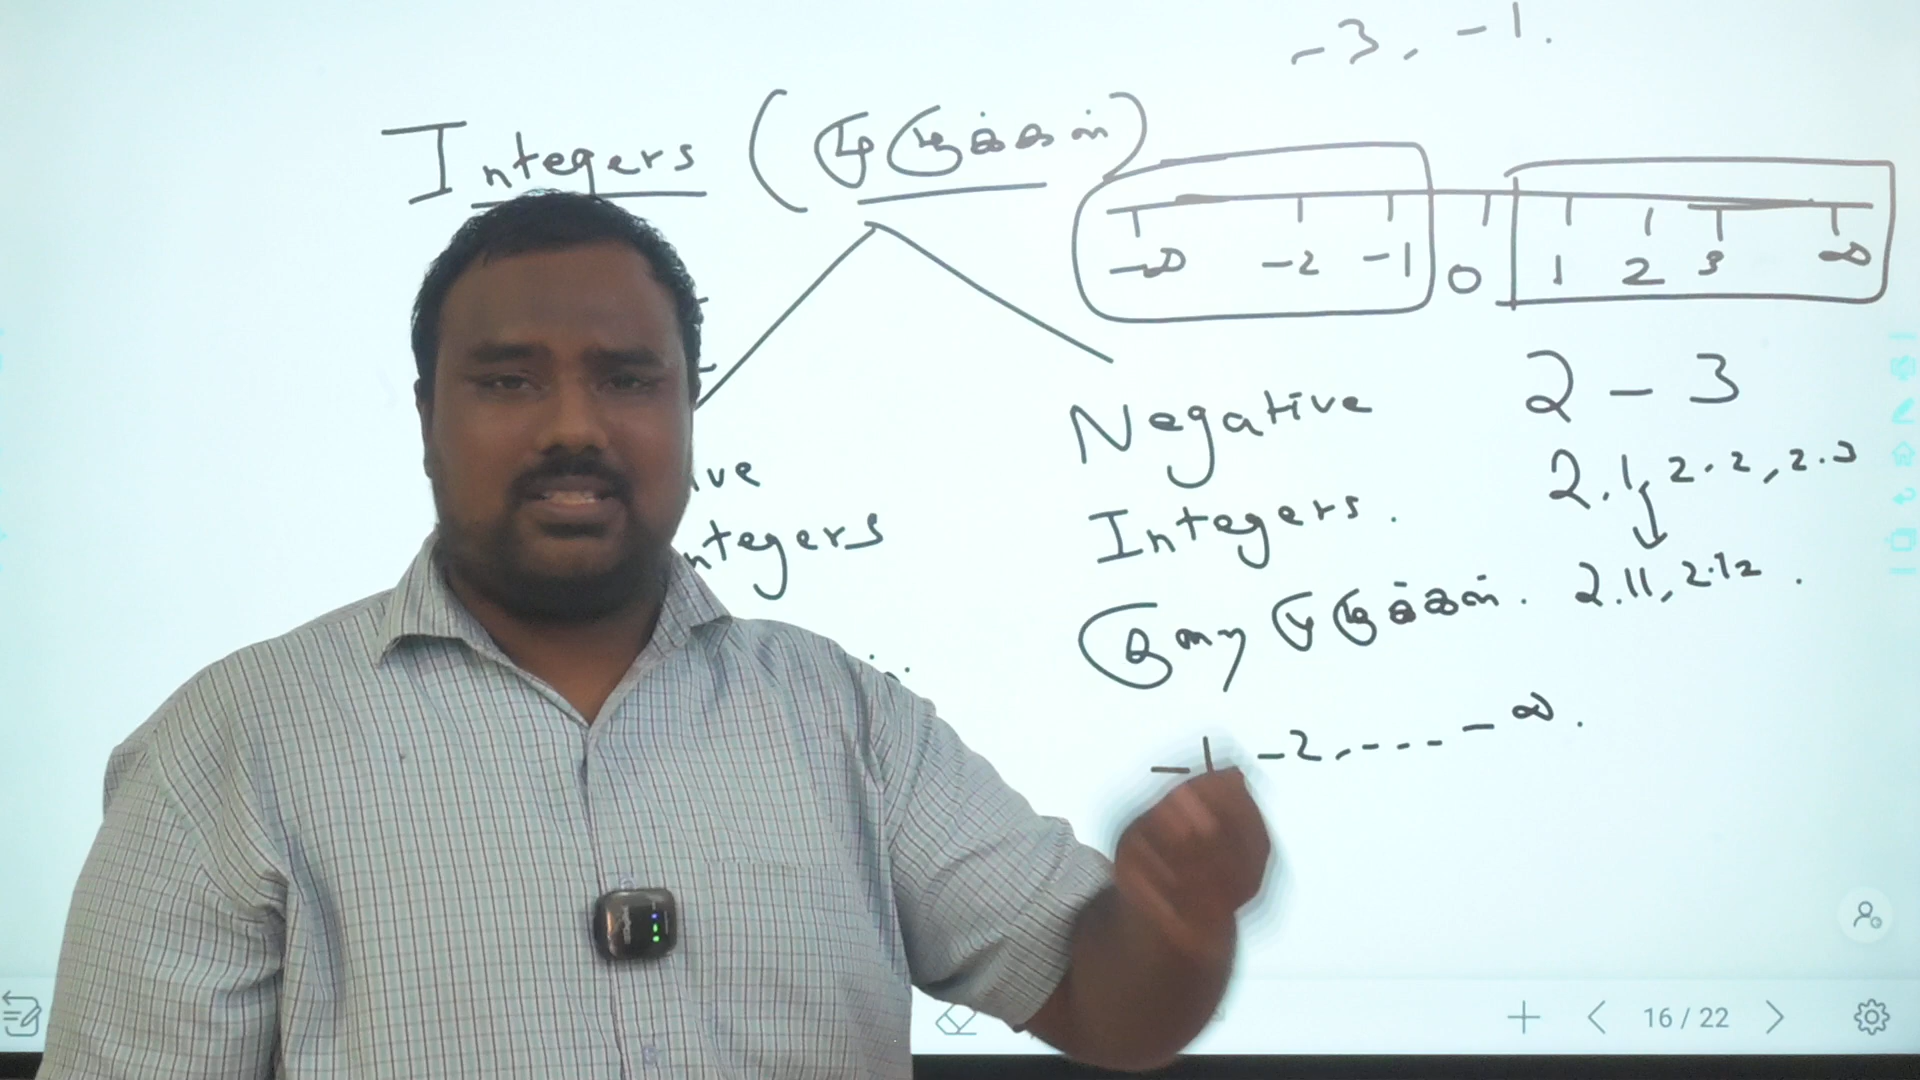 -3, -1.
Integers (முழுக்கள்)
-∞ -2 -1 0 1 2 3 ∞
2 - 3
Negative
2.1, 2.2, 2.3
ve
Integers.
ntegers
2.11, 2.12.
குறை முழுக்கள்.
-1 -2, ---- -∞.
16 / 22